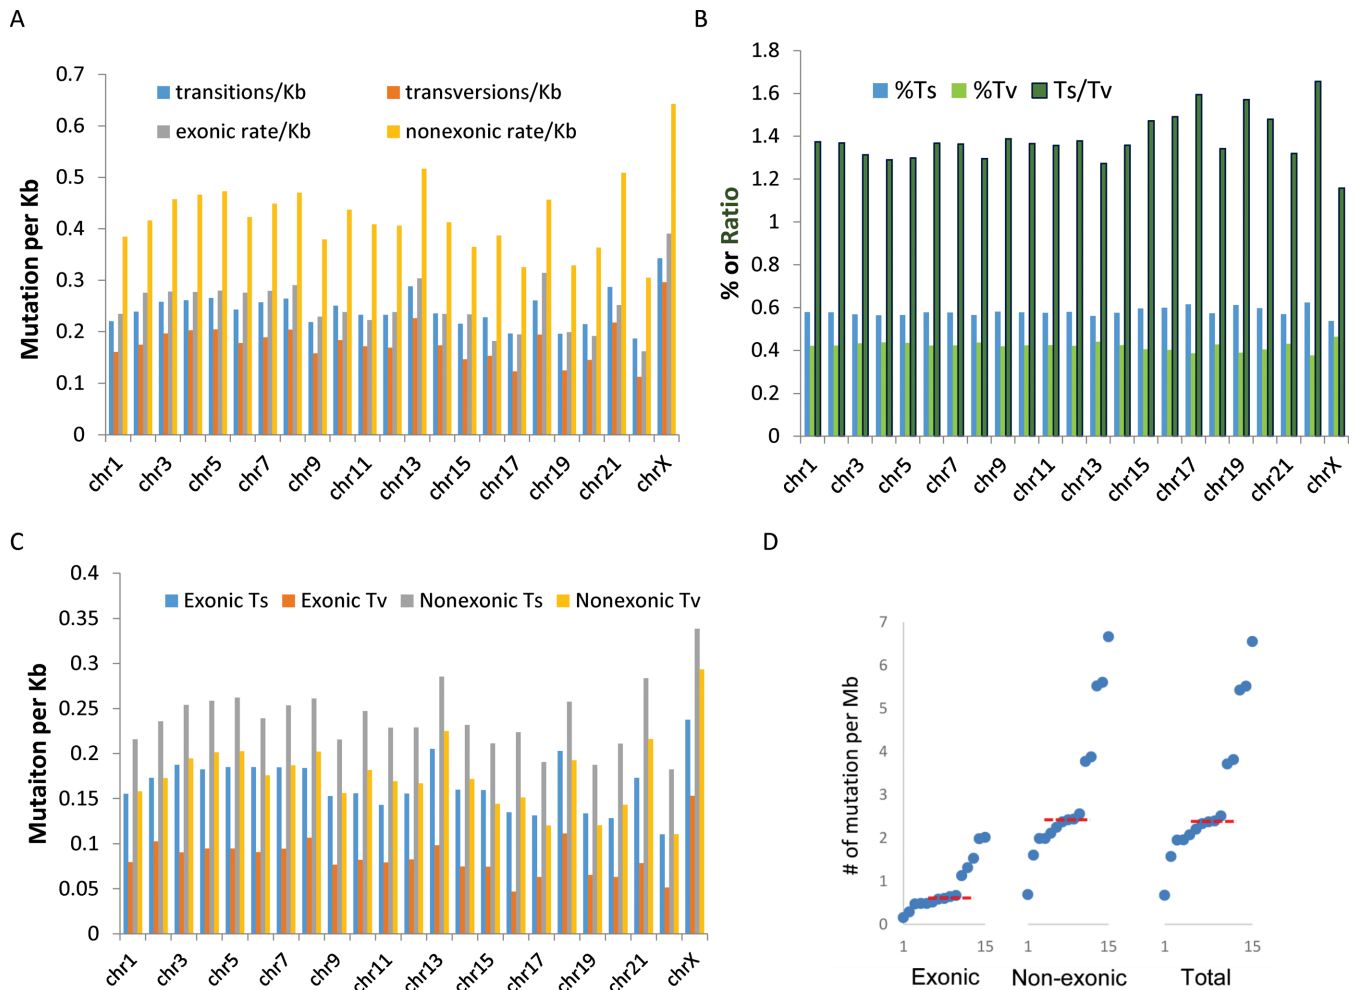 A
Mutation per Kb
0.7
0.6
0.5
0.4
0.3
0.2
0.1
0
transitions/Kb
transversions/Kb
exonic rate/Kb
nonexonic rate/Kb
chr1
chr3
chr5
chr7
chr9
chr11
chr13
chr15
chr17
chr19
chr21
chrX
B
% or Ratio
1.8
1.6
1.4
1.2
1
0.8
0.6
0.4
0.2
0
%Ts
%Tv
Ts/Tv
chr1
chr3
chr5
chr7
chr9
chr11
chr13
chr15
chr17
chr19
chr21
chrX
C
Mutaiton per Kb
0.4
0.35
0.3
0.25
0.2
0.15
0.1
0.05
0
Exonic Ts
Exonic Tv
Nonexonic Ts
Nonexonic Tv
chr1
chr3
chr5
chr7
chr9
chr11
chr13
chr15
chr17
chr19
chr21
chrX
D
# of mutation per Mb
7
6
5
4
3
2
1
0
1 15
1 15
1 15
Exonic
Non-exonic
Total